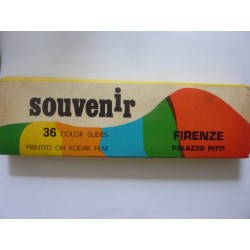 souvenir
36 COLOR SLIDES
PRINTED ON KODAK FILM
FIRENZE
PALAZZO PITTI